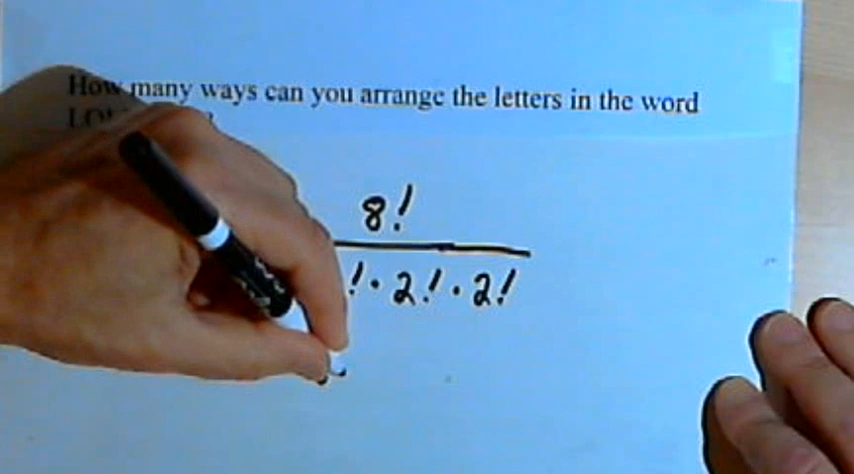 How many ways can you arrange the letters in the word
8!
! · 2! · 2!